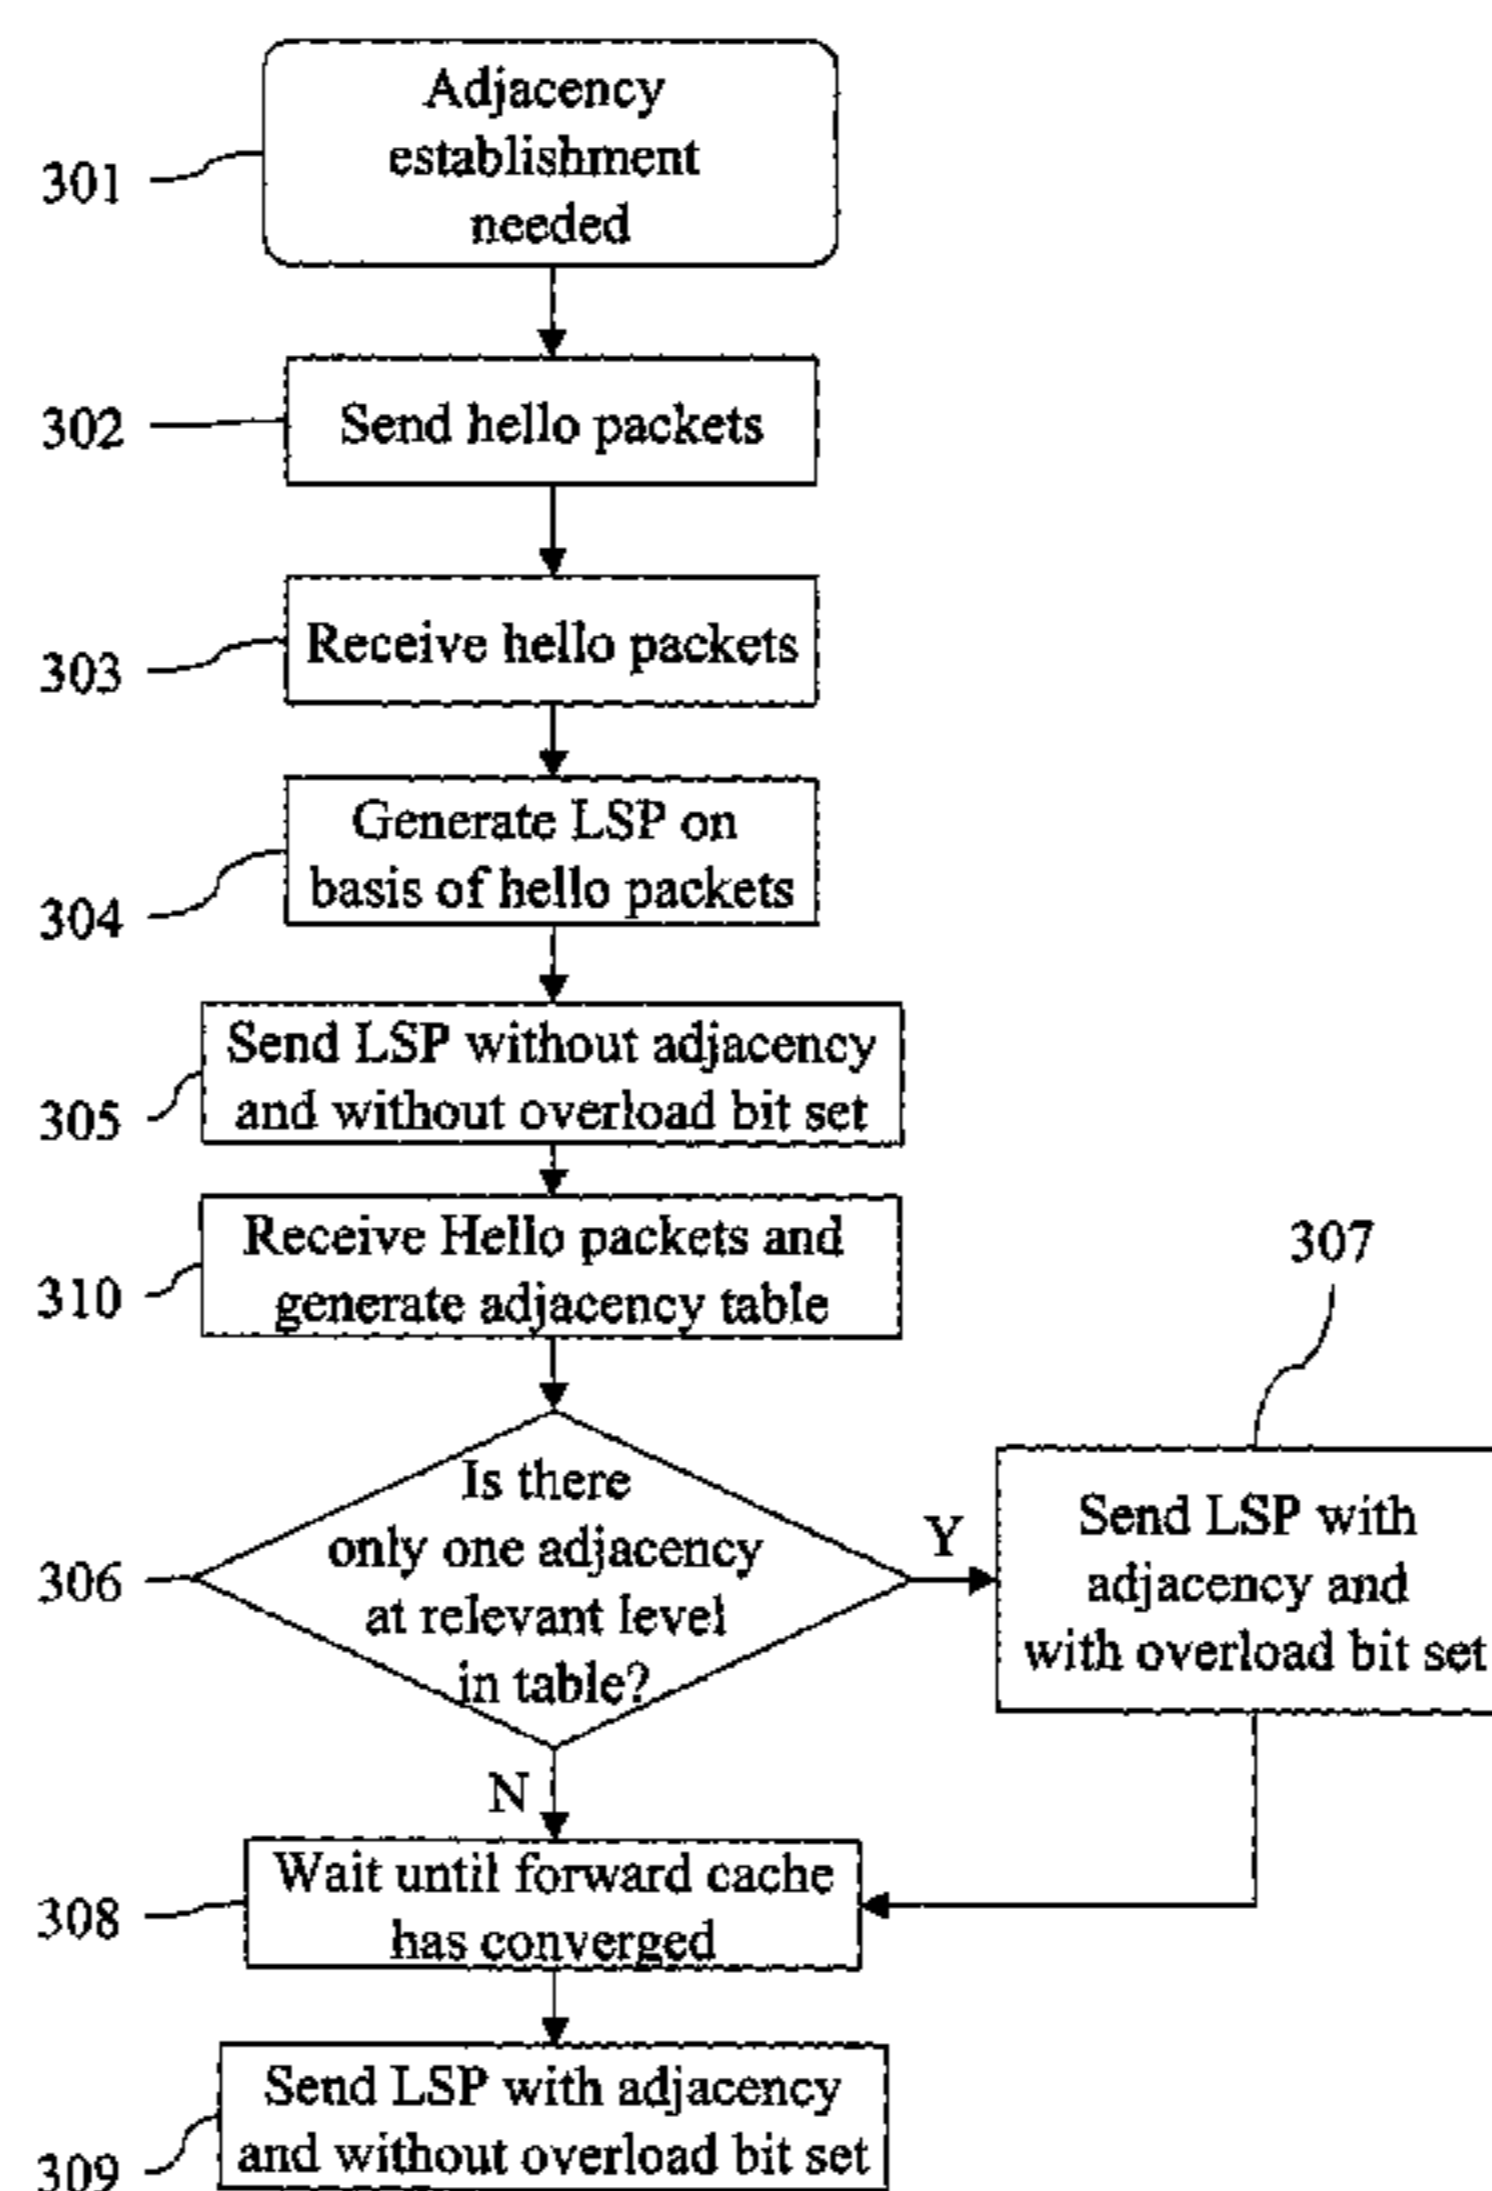 Adjacency
establishment
needed
301
302
Send hello packets
303
Receive hello packets
304
Generate LSP on
basis of hello packets
305
Send LSP without adjacency
and without overload bit set
310
Receive Hello packets and
generate adjacency table
307
306
Is there
only one adjacency
at relevant level
in table?
Y
Send LSP with
adjacency and
with overload bit set
N
308
Wait until forward cache
has converged
309
Send LSP with adjacency
and without overload bit set